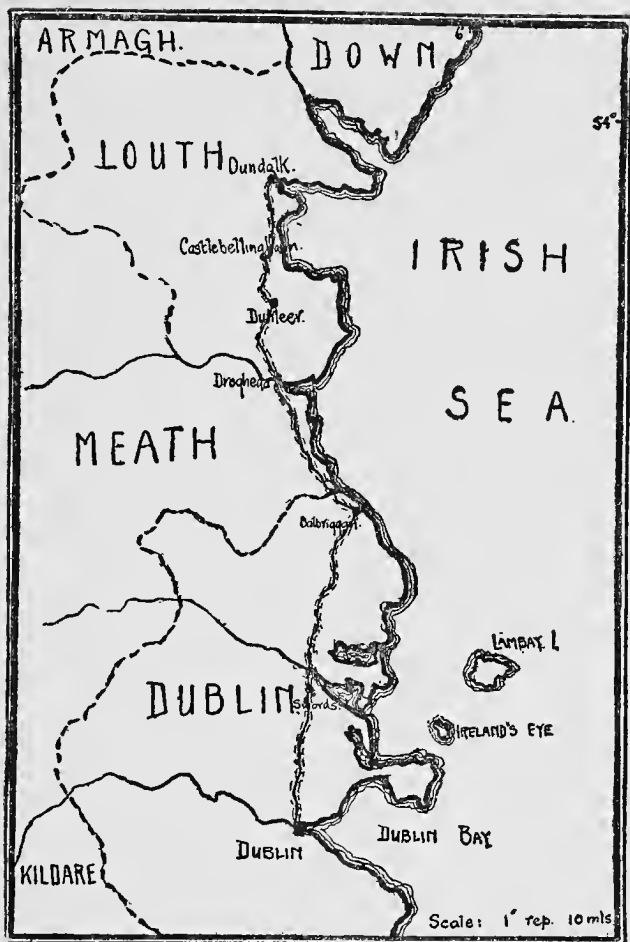 ARMAGH.
DOWN
54°
LOUTH
Dundalk.
Castlebellingham.
IRISH
Dunleer.
Drogheda
SEA.
MEATH
Balbriggan.
LAMBAY I.
DUBLIN
Swords.
IRELAND'S EYE
DUBLIN
DUBLIN BAY
KILDARE
Scale: 1" rep. 10 mls.